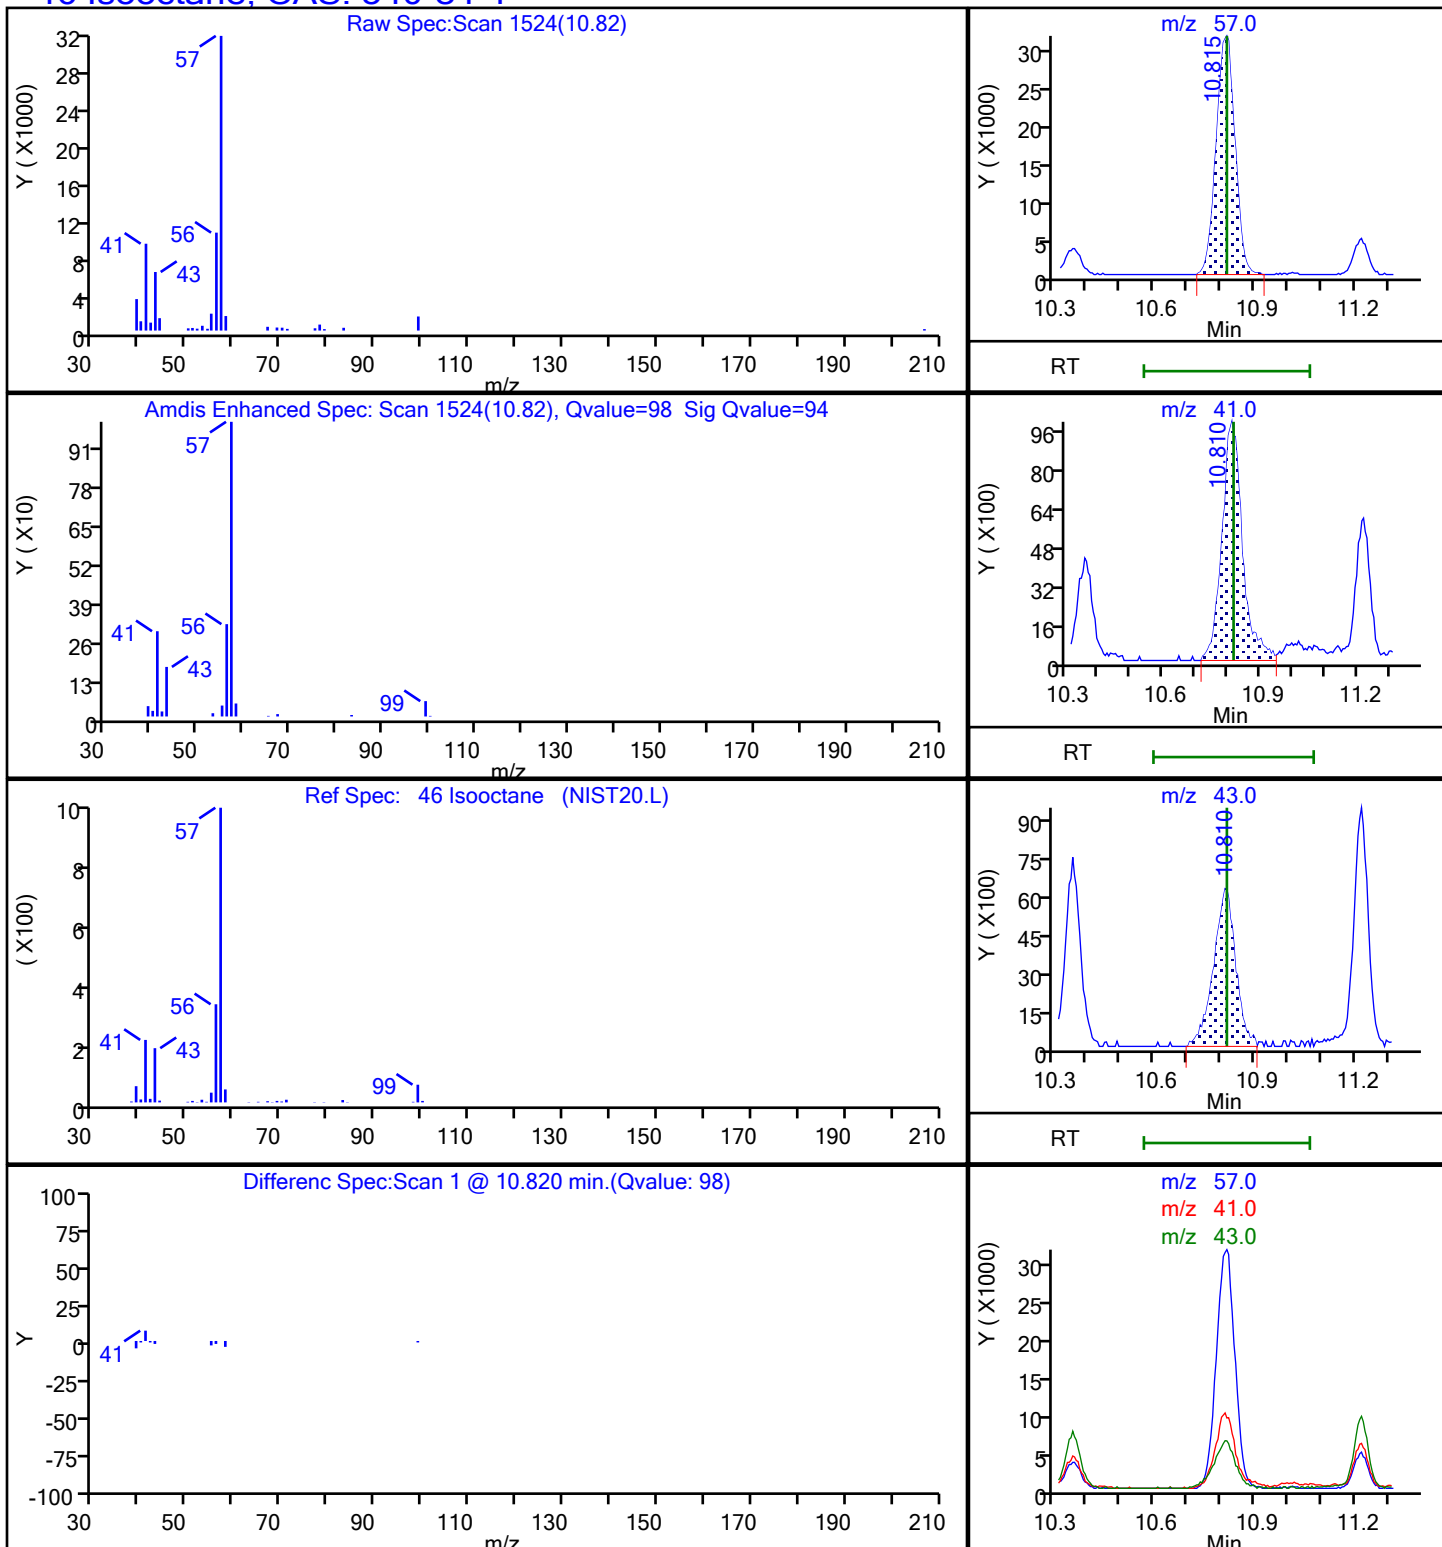 Raw Spec:Scan 1524(10.82)
Y ( X1000)
32
28
24
20
16
12
8
4
0
57
56
41
43
30 50 70 90 110 130 150 170 190 210
m/z
m/z 57.0
Y ( X1000)
30
25
20
15
10
5
0
10.815
10.3 10.6 10.9 11.2
Min
RT
Amdis Enhanced Spec: Scan 1524(10.82), Qvalue=98 Sig Qvalue=94
Y ( X10)
91
78
65
52
39
26
13
0
57
56
41
43
99
30 50 70 90 110 130 150 170 190 210
m/z
m/z 41.0
Y ( X100)
96
80
64
48
32
16
0
10.810
10.3 10.6 10.9 11.2
Min
RT
Ref Spec: 46 Isooctane (NIST20.L)
( X100)
10
8
6
4
2
0
57
56
41
43
99
30 50 70 90 110 130 150 170 190 210
m/z 43.0
Y ( X100)
90
75
60
45
30
15
0
10.810
10.3 10.6 10.9 11.2
Min
RT
Differenc Spec:Scan 1 @ 10.820 min.(Qvalue: 98)
Y
100
75
50
25
0
-25
-50
-75
-100
41
30 50 70 90 110 130 150 170 190 210
m/z
m/z 57.0
m/z 41.0
m/z 43.0
Y ( X1000)
30
25
20
15
10
5
0
10.3 10.6 10.9 11.2
Min